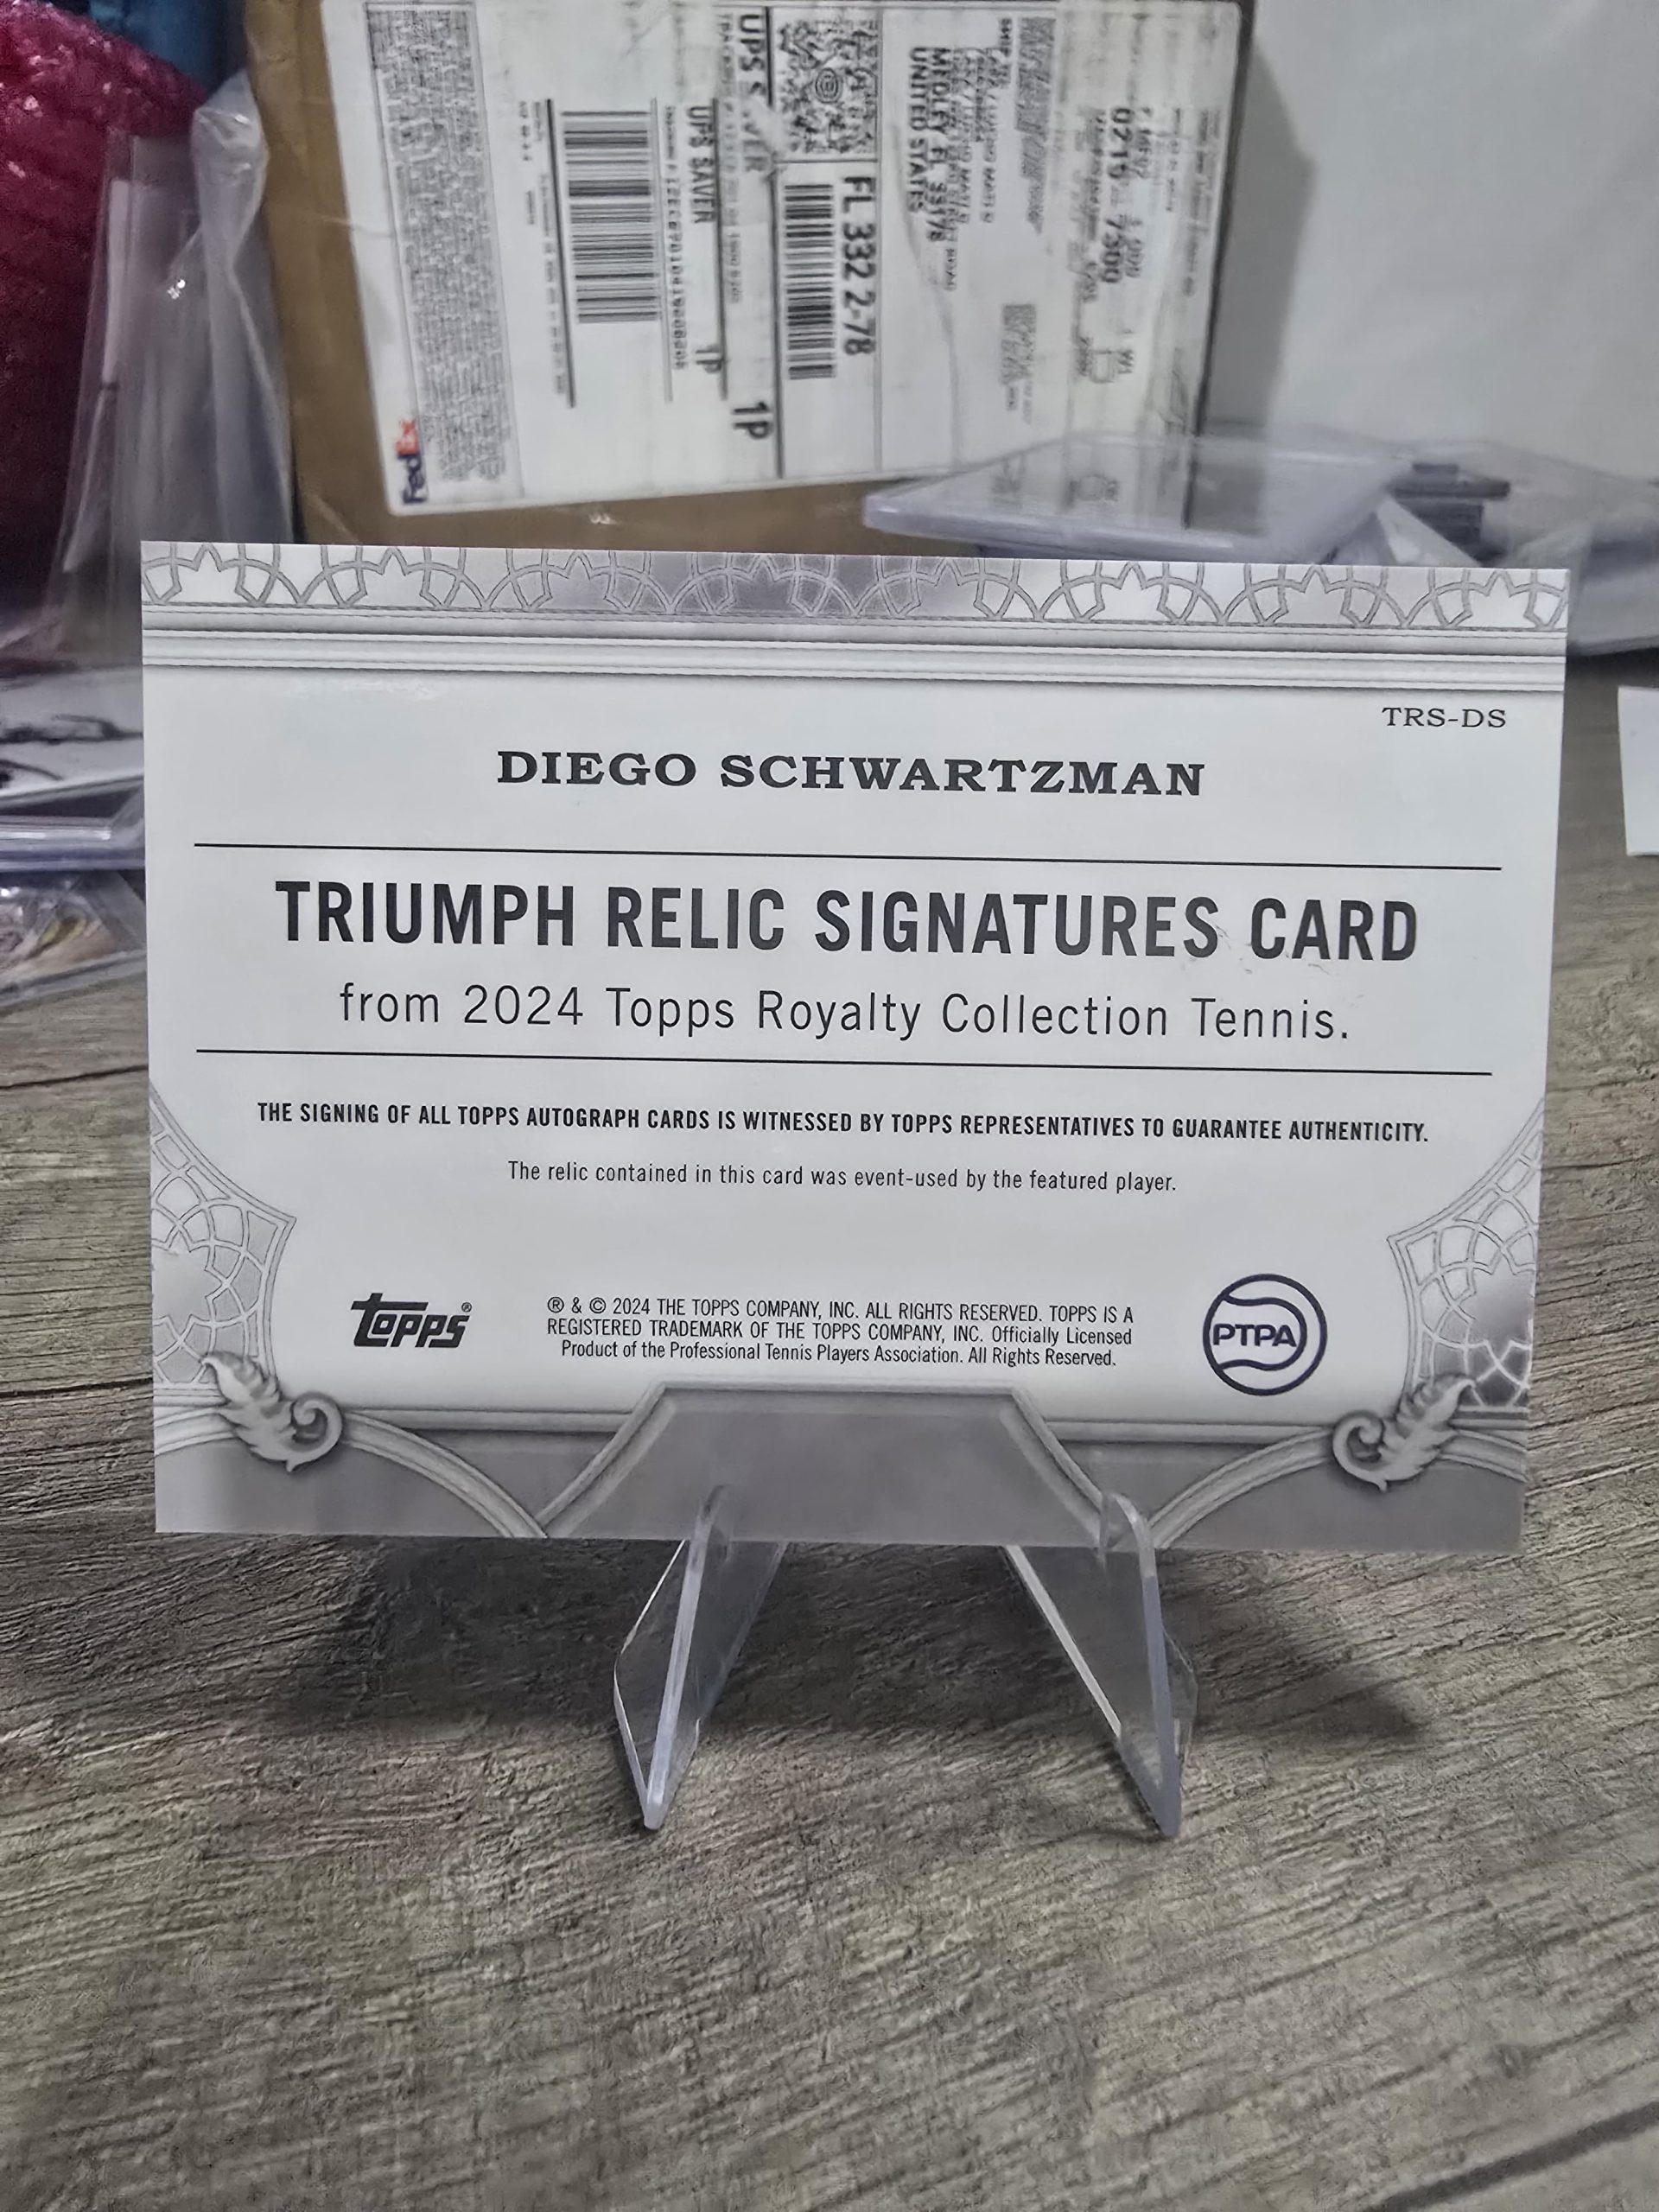 UPS SAVER
UPS SAVER
1P
1P
FL 332 2-78
UNITED STATES
FedEx
TRS-DS
DIEGO SCHWARTZMAN
TRIUMPH RELIC SIGNATURES CARD
from 2024 Topps Royalty Collection Tennis.
THE SIGNING OF ALL TOPPS AUTOGRAPH CARDS IS WITNESSED BY TOPPS REPRESENTATIVES TO GUARANTEE AUTHENTICITY.
The relic contained in this card was event-used by the featured player.
topps®
® & © 2024 THE TOPPS COMPANY, INC. ALL RIGHTS RESERVED. TOPPS IS A
REGISTERED TRADEMARK OF THE TOPPS COMPANY, INC. Officially Licensed
Product of the Professional Tennis Players Association. All Rights Reserved.
PTPA